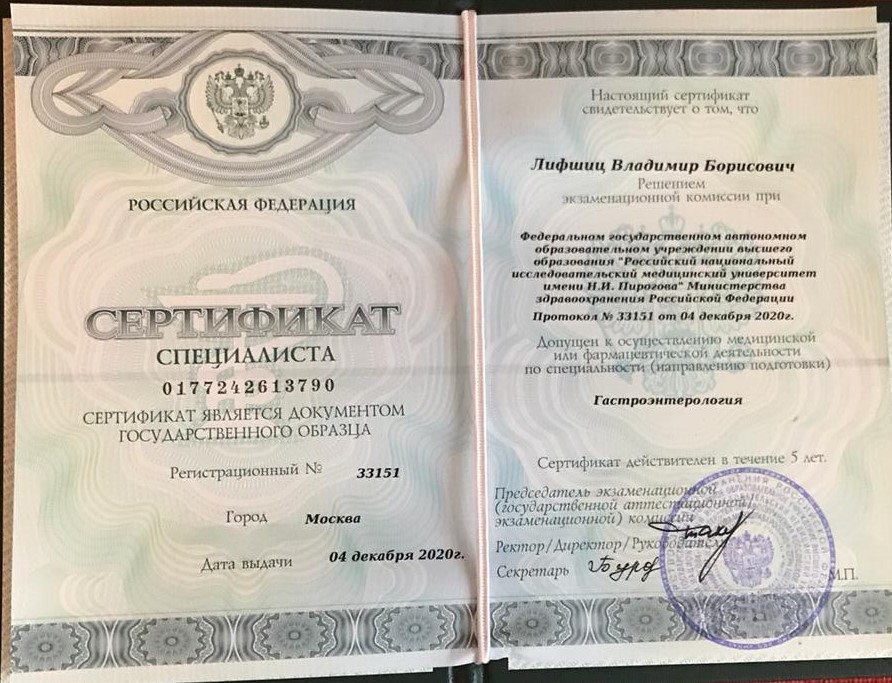 РОССИЙСКАЯ ФЕДЕРАЦИЯ
СЕРТИФИКАТ
СПЕЦИАЛИСТА
0177242613790
СЕРТИФИКАТ ЯВЛЯЕТСЯ ДОКУМЕНТОМ
ГОСУДАРСТВЕННОГО ОБРАЗЦА
Регистрационный № 33151
Город Москва
Дата выдачи 04 декабря 2020г.
Настоящий сертификат
свидетельствует о том, что
Лифшиц Владимир Борисович
Решением
экзаменационной комиссии при
Федеральном государственном автономном
образовательном учреждении высшего
образования "Российский национальный
исследовательский медицинский университет
имени Н.И. Пирогова" Министерства
здравоохранения Российской Федерации
Протокол № 33151 от 04 декабря 2020г.
Допущен к осуществлению медицинской
или фармацевтической деятельности
по специальности (направлению подготовки)
Гастроэнтерология
Сертификат действителен в течение 5 лет.
Председатель экзаменационной
(государственной аттестационной,
экзаменационной) комиссии
Ректор/Директор/Руководитель
Секретарь
М.П.